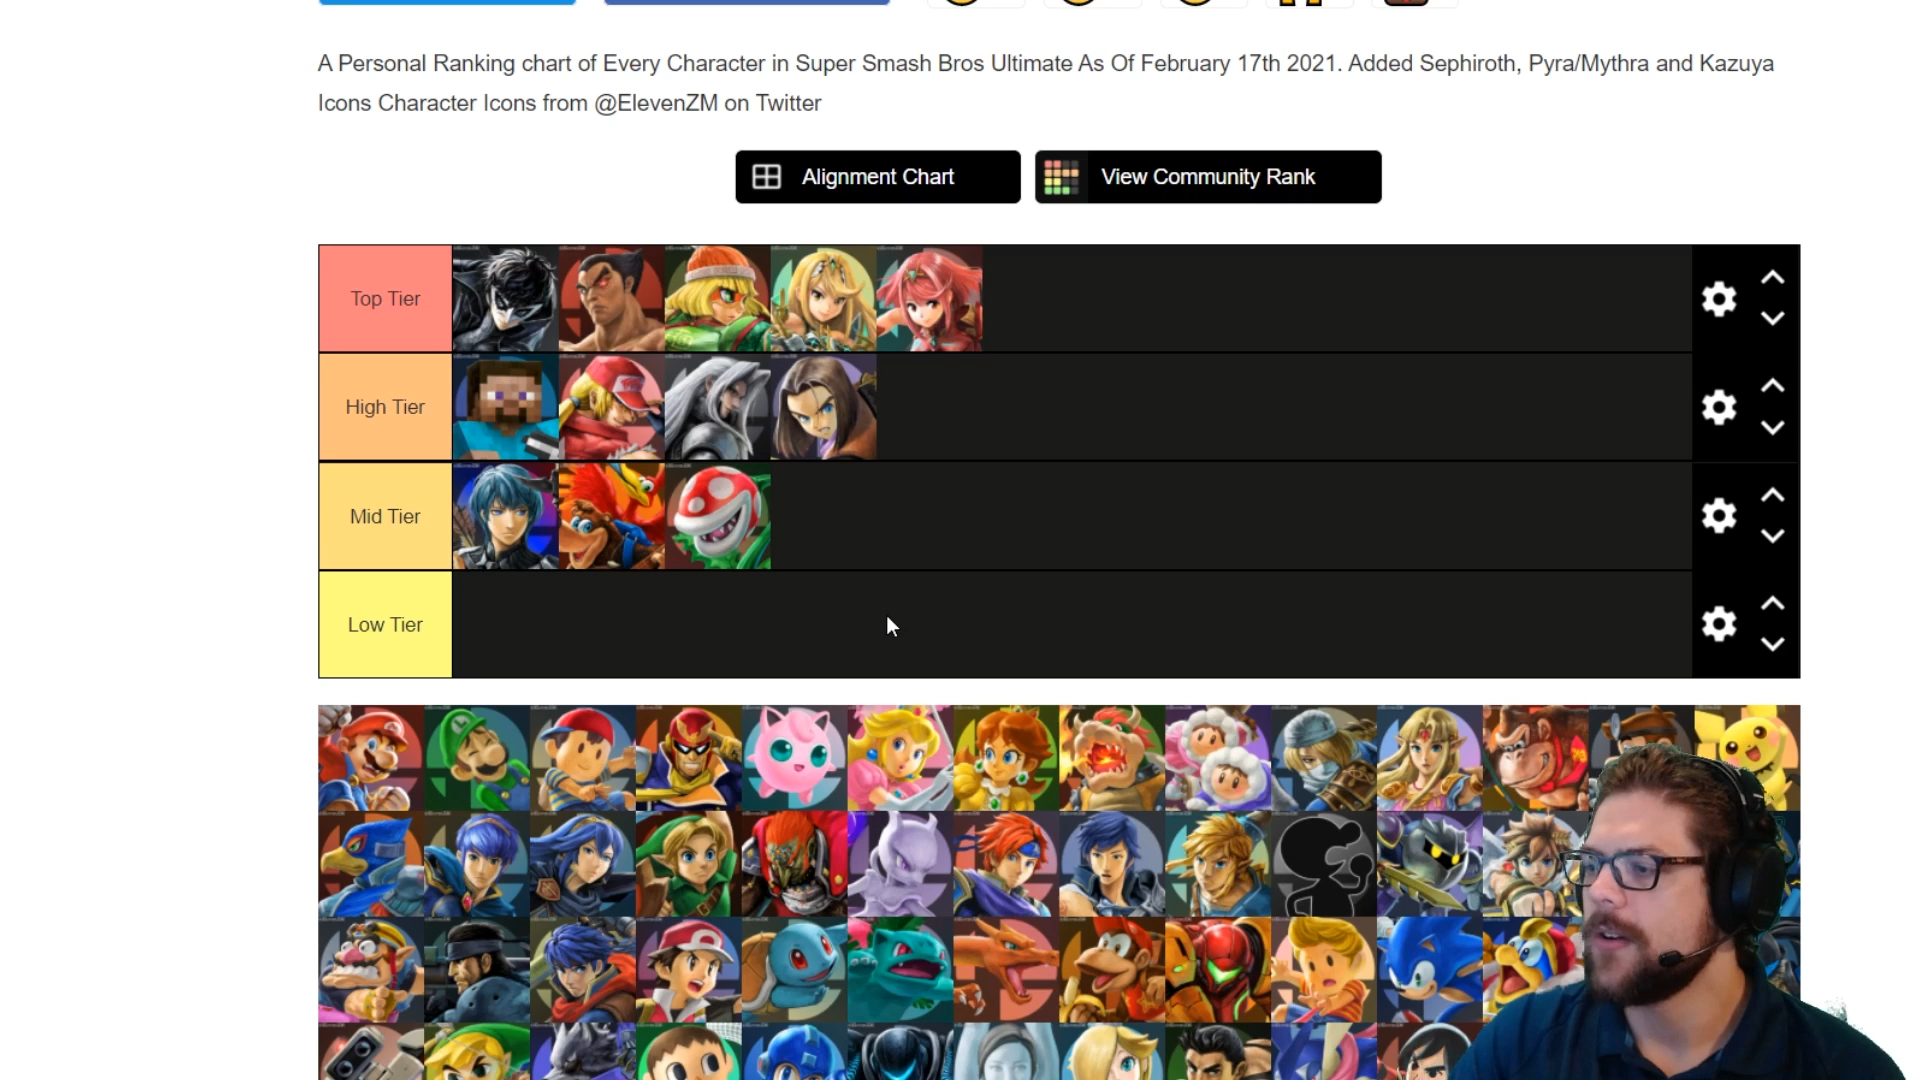 A Personal Ranking chart of Every Character in Super Smash Bros Ultimate As Of February 17th 2021. Added Sephiroth, Pyra/Mythra and Kazuya
Icons Character Icons from @ElevenZM on Twitter
Alignment Chart
View Community Rank
Top Tier
High Tier
Mid Tier
Low Tier